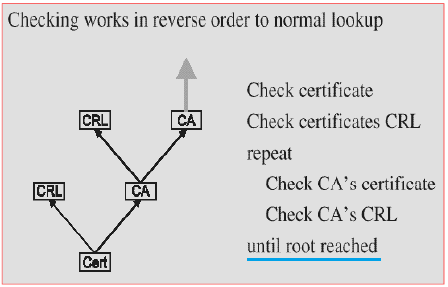 Checking works in reverse order to normal lookup
Check certificate
CRL
CA
Check certificates CRL
repeat
CRL
CA
Check CA's certificate
Check CA's CRL
until root reached
Cert